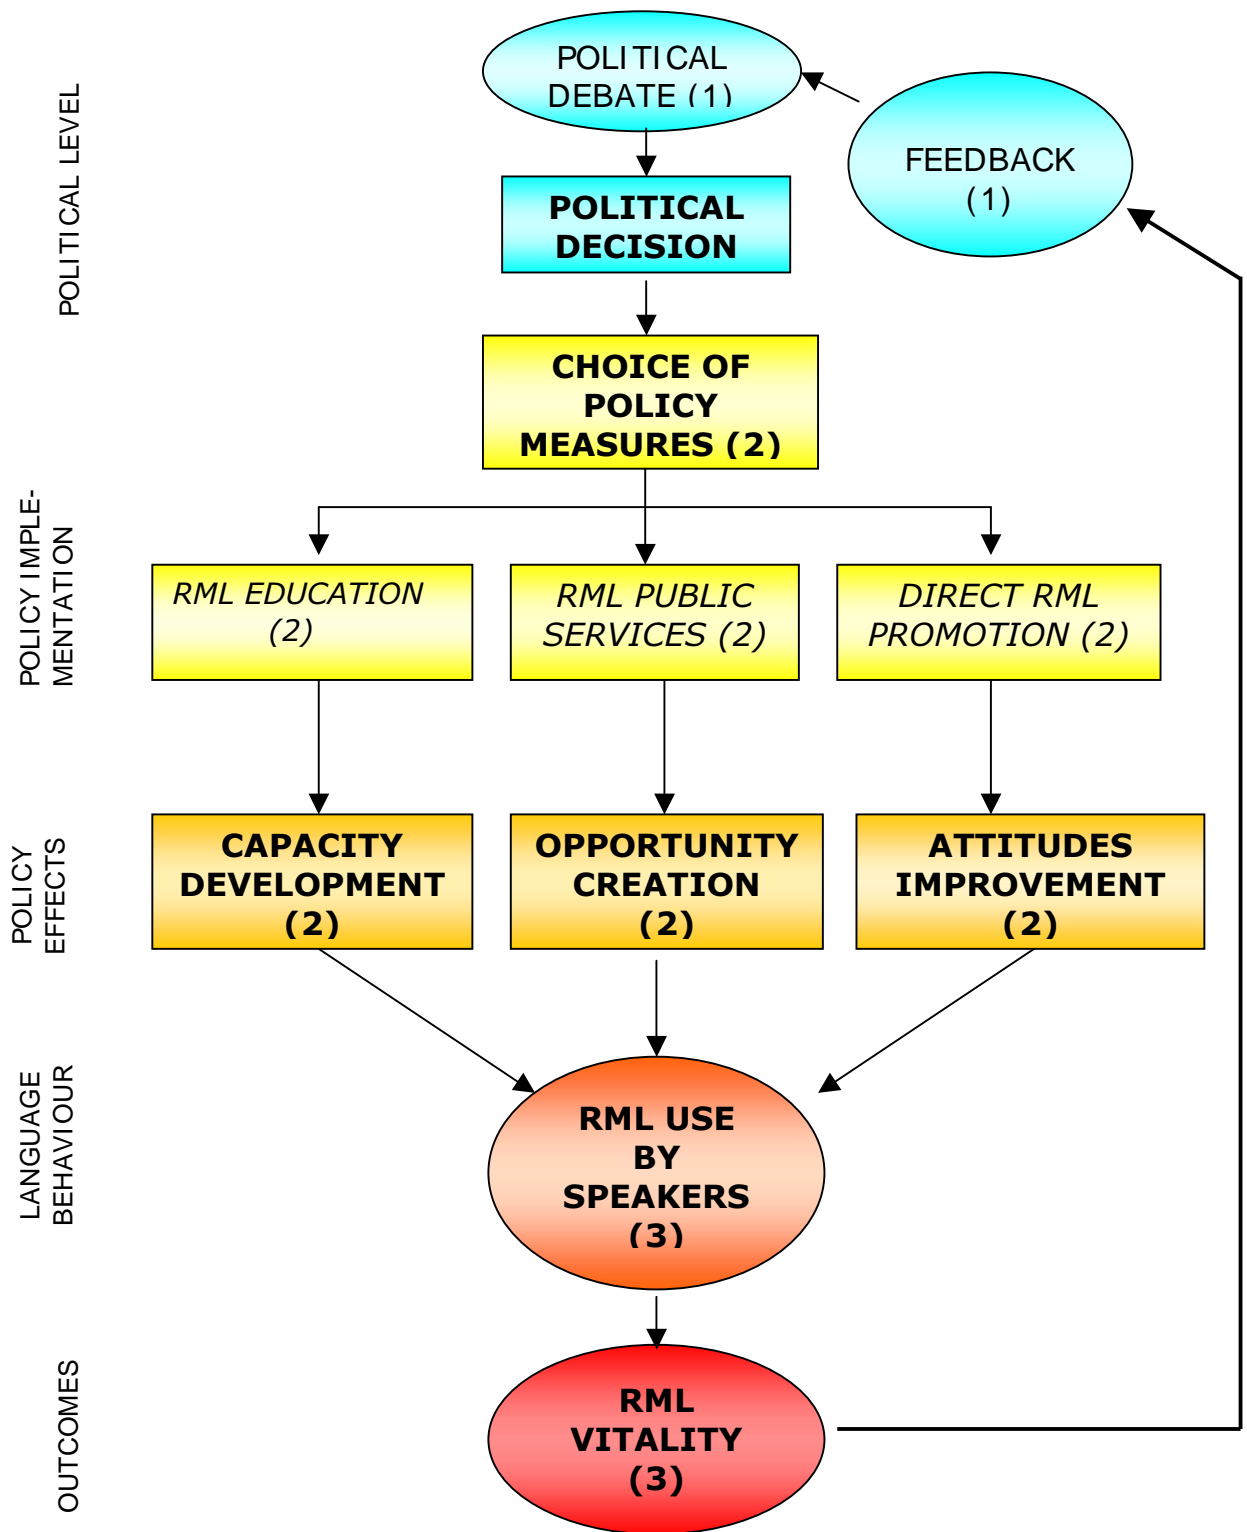 POLITICAL LEVEL
POLITICAL
DEBATE (1)
FEEDBACK
(1)
POLITICAL
DECISION
CHOICE OF
POLICY
MEASURES (2)
POLICY IMPLE-
MENTATION
RML EDUCATION
(2)
RML PUBLIC
SERVICES (2)
DIRECT RML
PROMOTION (2)
POLICY
EFFECTS
CAPACITY
DEVELOPMENT
(2)
OPPORTUNITY
CREATION
(2)
ATTITUDES
IMPROVEMENT
(2)
LANGUAGE
BEHAVIOUR
RML USE
BY
SPEAKERS
(3)
OUTCOMES
RML
VITALITY
(3)